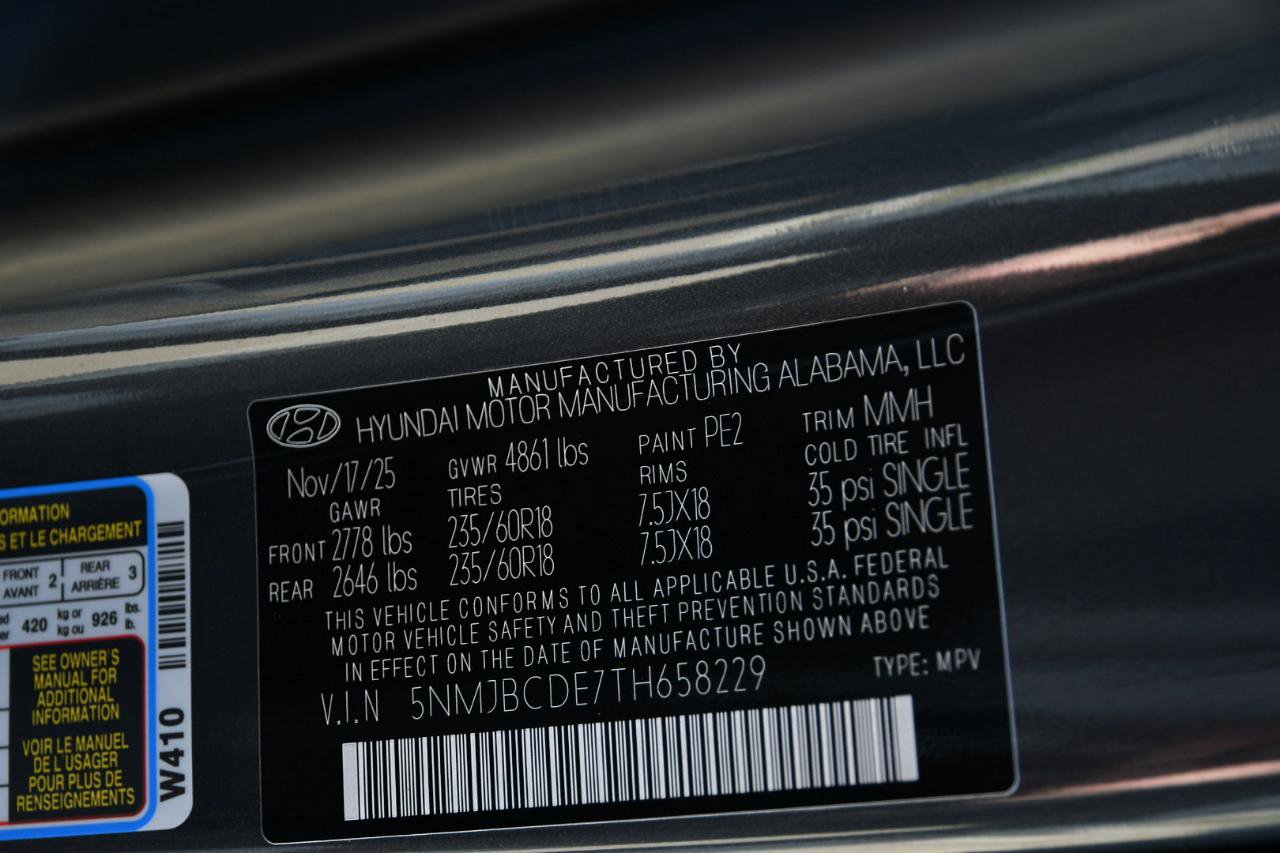 ORMATION
S ET LE CHARGEMENT
FRONT AVANT 2 REAR ARRIÈRE 3
420 kg or kg ou 926 lbs. lb.
SEE OWNER'S
MANUAL FOR
ADDITIONAL
INFORMATION
VOIR LE MANUEL
DE L'USAGER
POUR PLUS DE
RENSEIGNEMENTS
W410
MANUFACTURED BY
HYUNDAI MOTOR MANUFACTURING ALABAMA, LLC
Nov/17/25 GVWR 4861 lbs PAINT PE2 TRIM MMH
GAWR TIRES RIMS COLD TIRE INFL
FRONT 2778 lbs 235/60R18 7.5JX18 35 psi SINGLE
REAR 2646 lbs 235/60R18 7.5JX18 35 psi SINGLE
THIS VEHICLE CONFORMS TO ALL APPLICABLE U.S.A. FEDERAL
MOTOR VEHICLE SAFETY AND THEFT PREVENTION STANDARDS
IN EFFECT ON THE DATE OF MANUFACTURE SHOWN ABOVE
V.I.N 5NMJBCDE7TH658229 TYPE: MPV